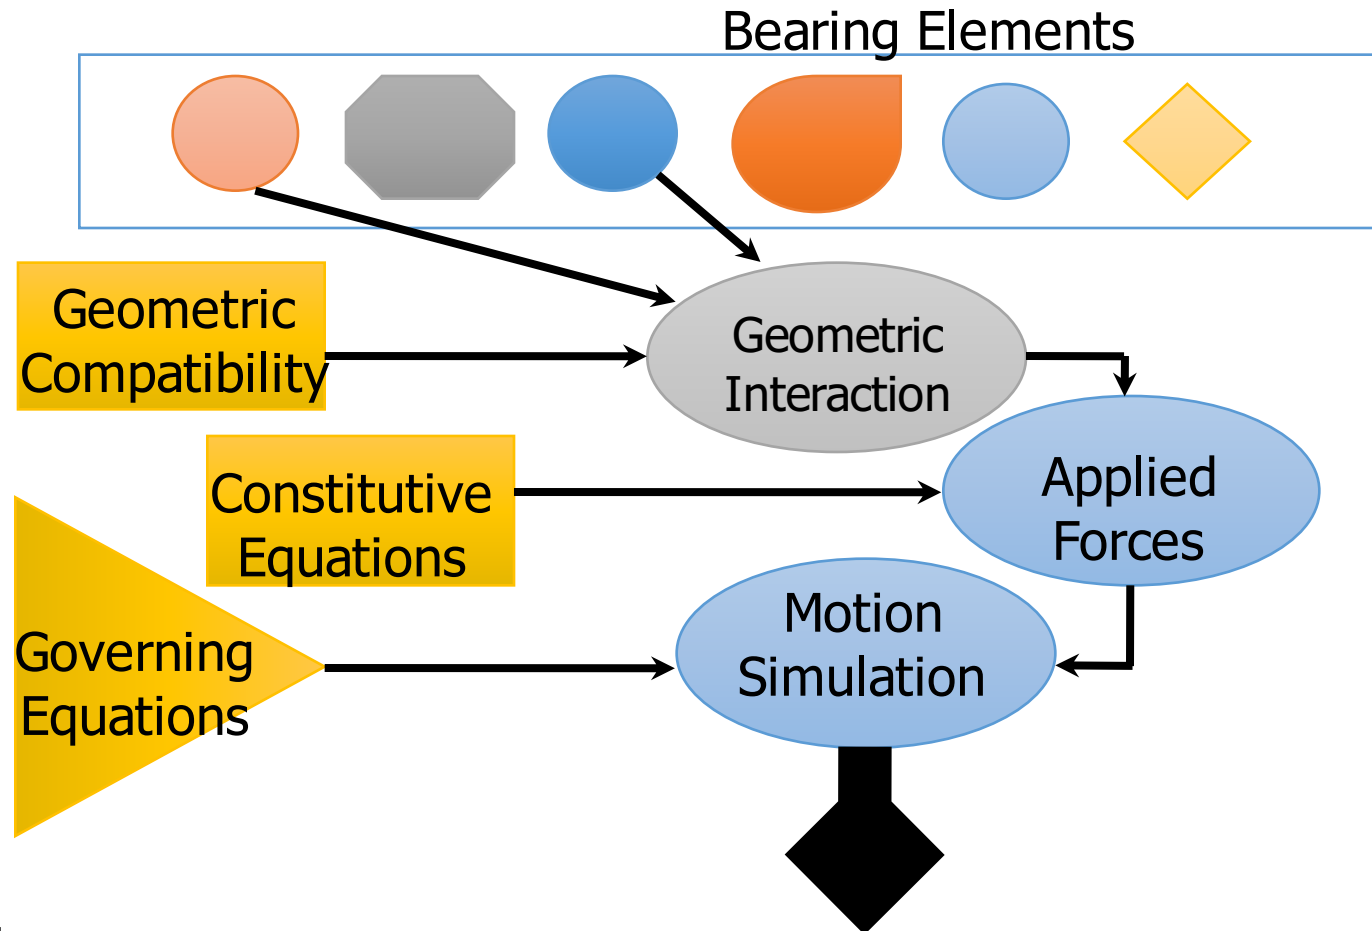 Bearing Elements
Geometric
Compatibility
Geometric
Interaction
Constitutive
Equations
Applied
Forces
Governing
Equations
Motion
Simulation